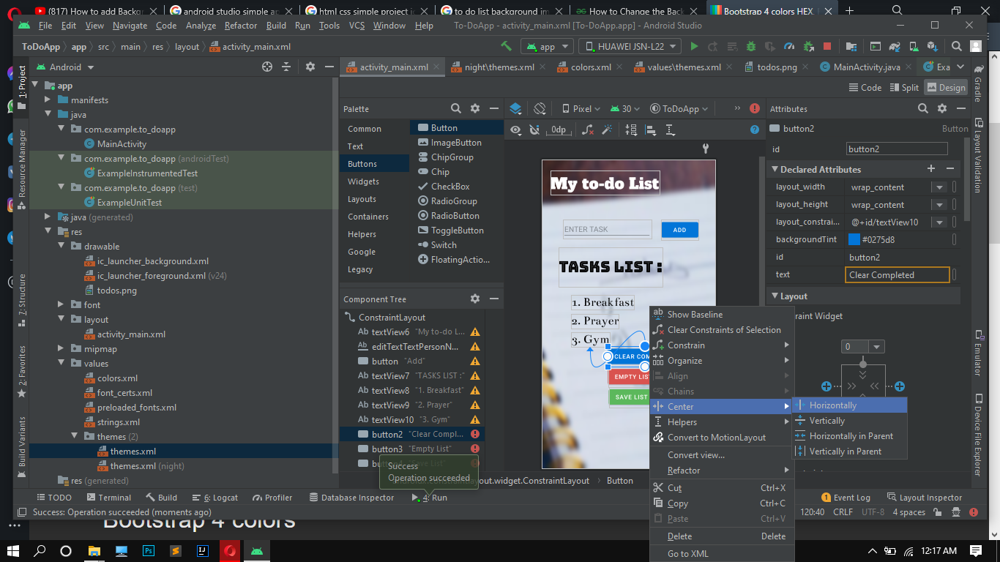 (817) How to add Backg
android studio simple ap
html css simple project id
to do list background im
How to Change the Back
Bootstrap 4 colors HEX, R
File Edit View Navigate Code Analyze Refactor Build Run Tools VCS Window Help
To-DoApp - activity_main.xml [To-DoApp.app] - Android Studio
ToDoApp app src main res layout activity_main.xml
app
HUAWEI JSN-L22
Android
activity_main.xml night\themes.xml colors.xml values\themes.xml todos.png MainActivity.java Exa
1: Project
Resource Manager
7: Structure
2: Favorites
Build Variants
app
manifests
java
com.example.to_doapp
MainActivity
com.example.to_doapp (androidTest)
ExampleInstrumentedTest
com.example.to_doapp (test)
ExampleUnitTest
java (generated)
res
drawable
ic_launcher_background.xml
ic_launcher_foreground.xml (v24)
todos.png
font
layout
activity_main.xml
mipmap
values
colors.xml
font_certs.xml
preloaded_fonts.xml
strings.xml
themes (2)
themes.xml
themes.xml (night)
res (generated)
Code Split Design
Palette
Common
Text
Buttons
Widgets
Layouts
Containers
Helpers
Google
Legacy
Button
ImageButton
ChipGroup
Chip
CheckBox
RadioGroup
RadioButton
ToggleButton
Switch
FloatingActio...
Component Tree
ConstraintLayout
textView6 "My to-do L...
editTextTextPersonN...
button "Add"
textView7 "TASKS LIST :"
textView8 "1. Breakfast"
textView9 "2. Prayer"
textView10 "3. Gym"
button2 "Clear Compl...
button3 "Empty List"
Success
Operation succeeded
Pixel 30 ToDoApp
0dp
My to-do List
ENTER TASK
ADD
TASKS LIST :
1. Breakfast
2. Prayer
3. Gym
CLEAR COM
EMPTY LIS
SAVE LIST
Show Baseline
Clear Constraints of Selection
Constrain
Organize
Align
Chains
Center
Helpers
Convert to MotionLayout
Convert view...
Refactor
Cut Ctrl+X
Copy Ctrl+C
Paste Ctrl+V
Delete Delete
Go to XML
Horizontally
Vertically
Horizontally in Parent
Vertically in Parent
Attributes
button2 Button
id button2
Declared Attributes
layout_width wrap_content
layout_height wrap_content
layout_constrai... @+id/textView10
backgroundTint #0275d8
id button2
text Clear Completed
Layout
raint Widget
0
Gradle
Layout Validation
Emulator
Device File Explorer
constraintlayout.widget.ConstraintLayout Button
TODO Terminal Build 6: Logcat Profiler Database Inspector 4: Run
1 Event Log Layout Inspector
Success: Operation succeeded (moments ago)
120:40 CRLF UTF-8 4 spaces
Bootstrap 4 colors
Ps
IJ
12:17 AM